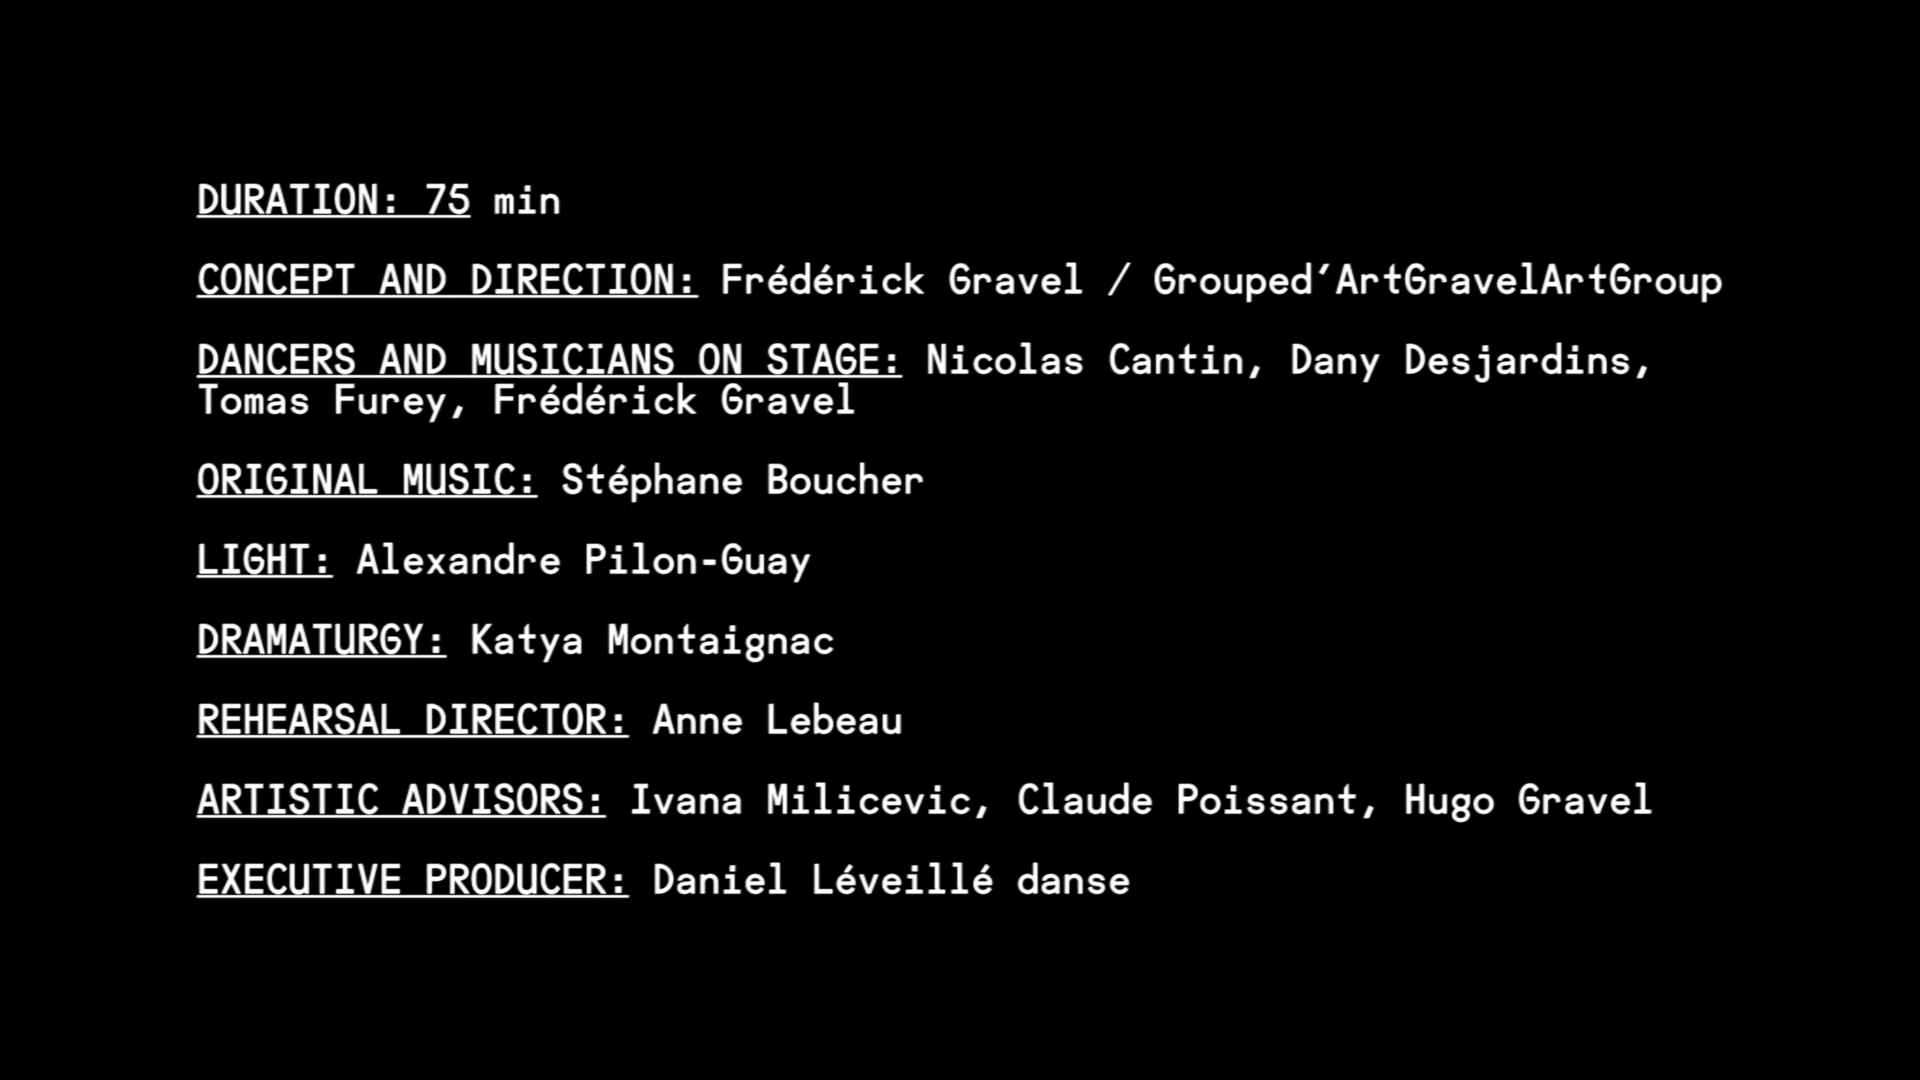 DURATION: 75 min
CONCEPT AND DIRECTION: Frédérick Gravel / Grouped’ArtGravelArtGroup
DANCERS AND MUSICIANS ON STAGE: Nicolas Cantin, Dany Desjardins,
Tomas Furey, Frédérick Gravel
ORIGINAL MUSIC: Stéphane Boucher
LIGHT: Alexandre Pilon-Guay
DRAMATURGY: Katya Montaignac
REHEARSAL DIRECTOR: Anne Lebeau
ARTISTIC ADVISORS: Ivana Milicevic, Claude Poissant, Hugo Gravel
EXECUTIVE PRODUCER: Daniel Léveillé danse